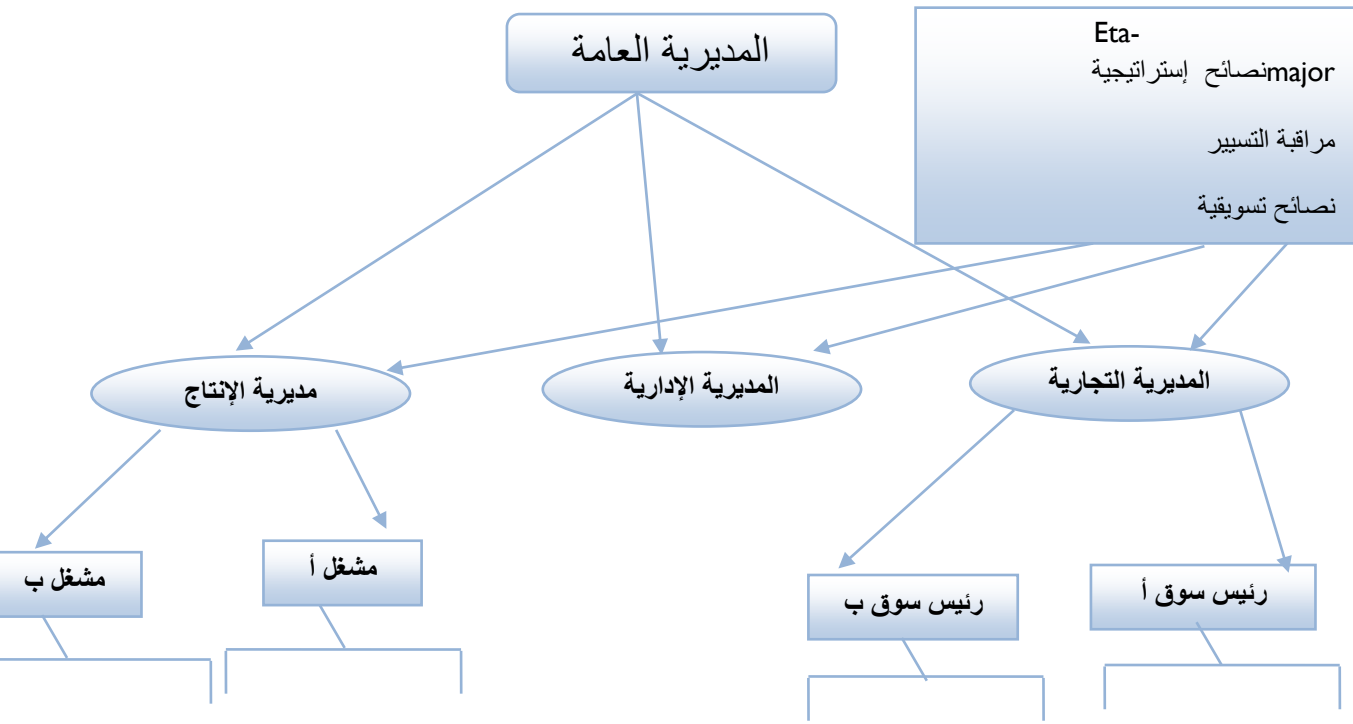 المديرية العامة
Eta-
majorنصائح إستراتيجية
مراقبة التسيير
نصائح تسويقية
المديرية التجارية
المديرية الإدارية
مديرية الإنتاج
رئيس سوق أ
رئيس سوق ب
مشغل أ
مشغل ب